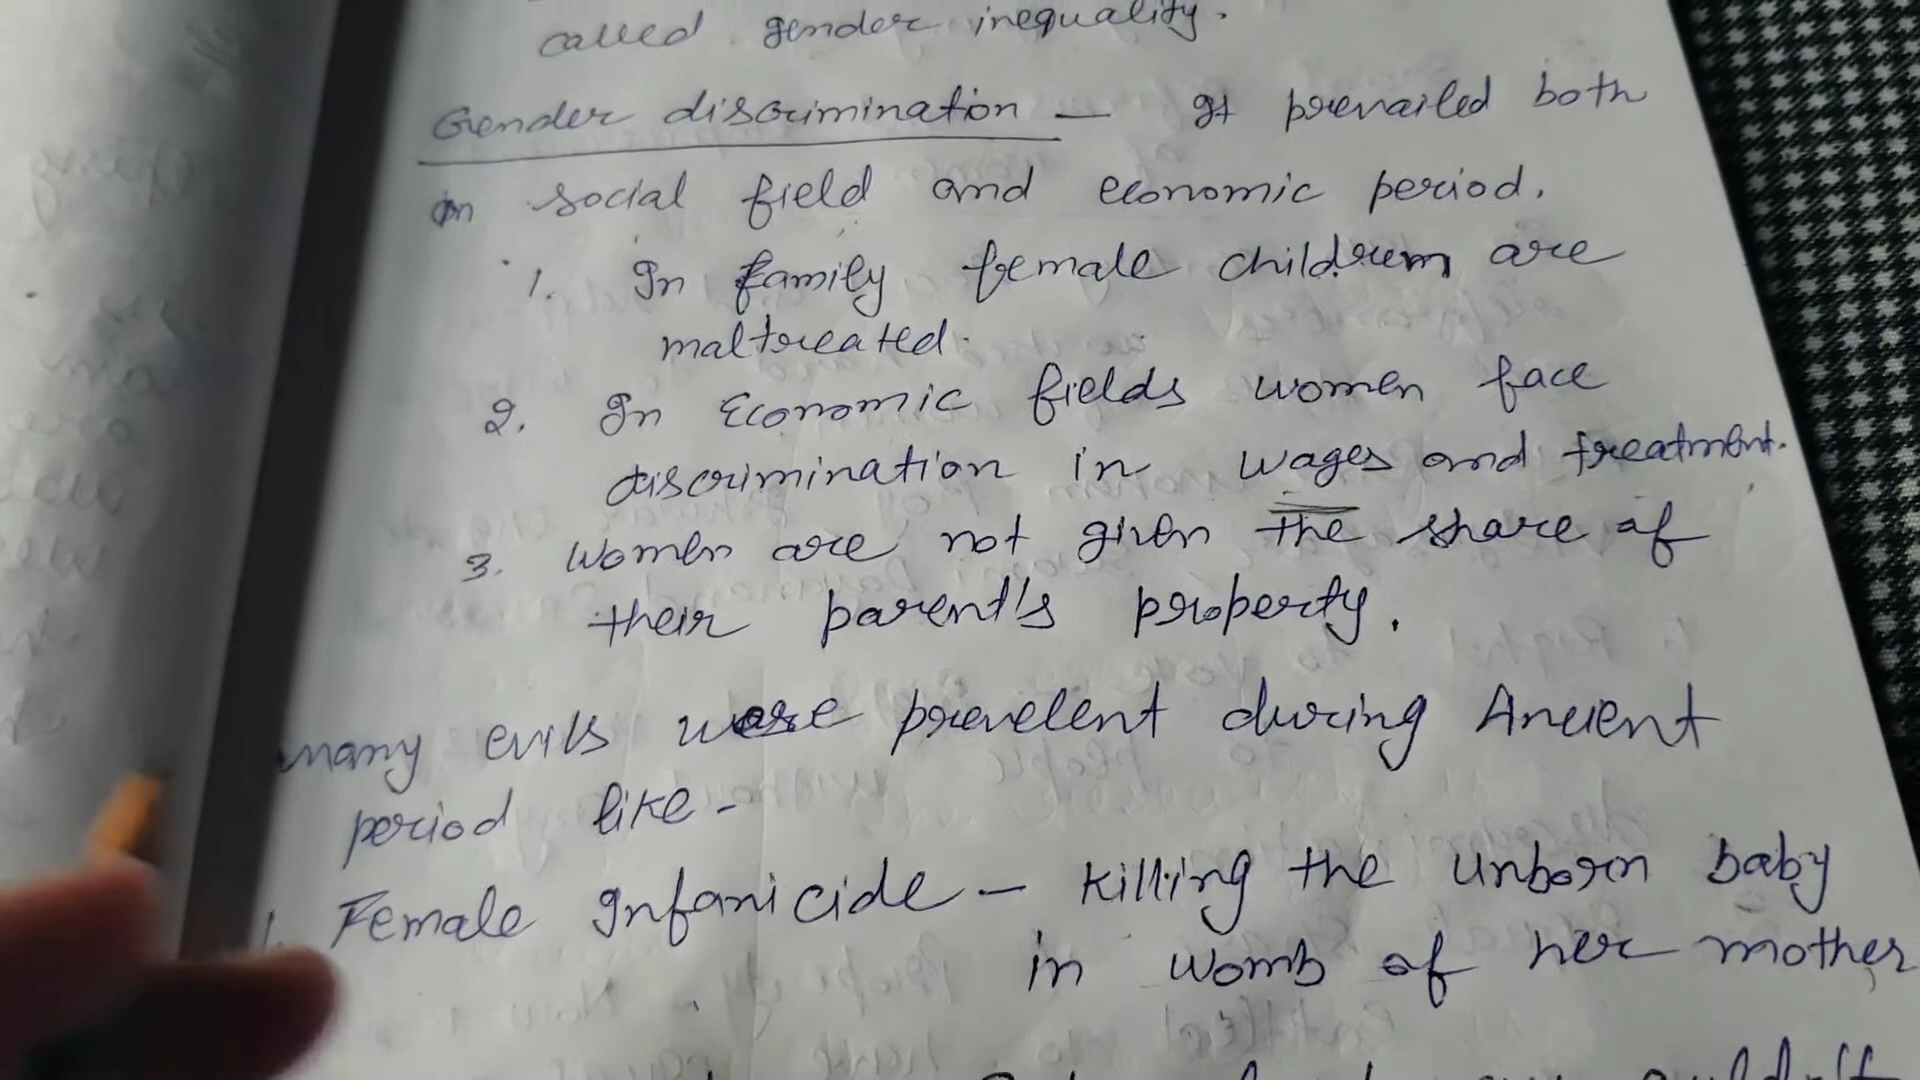 called gender inequality.
Gender discrimination — It prevailed both
in social field and economic period.
1. In family female children are
maltreated.
2. In Economic fields women face
discrimination in wages and treatment.
3. Women are not given the share of
their parent's property.
many evils were prevelent during Ancient
period like -
1. Female Infanicide — Killing the unborn baby
in womb of her mother